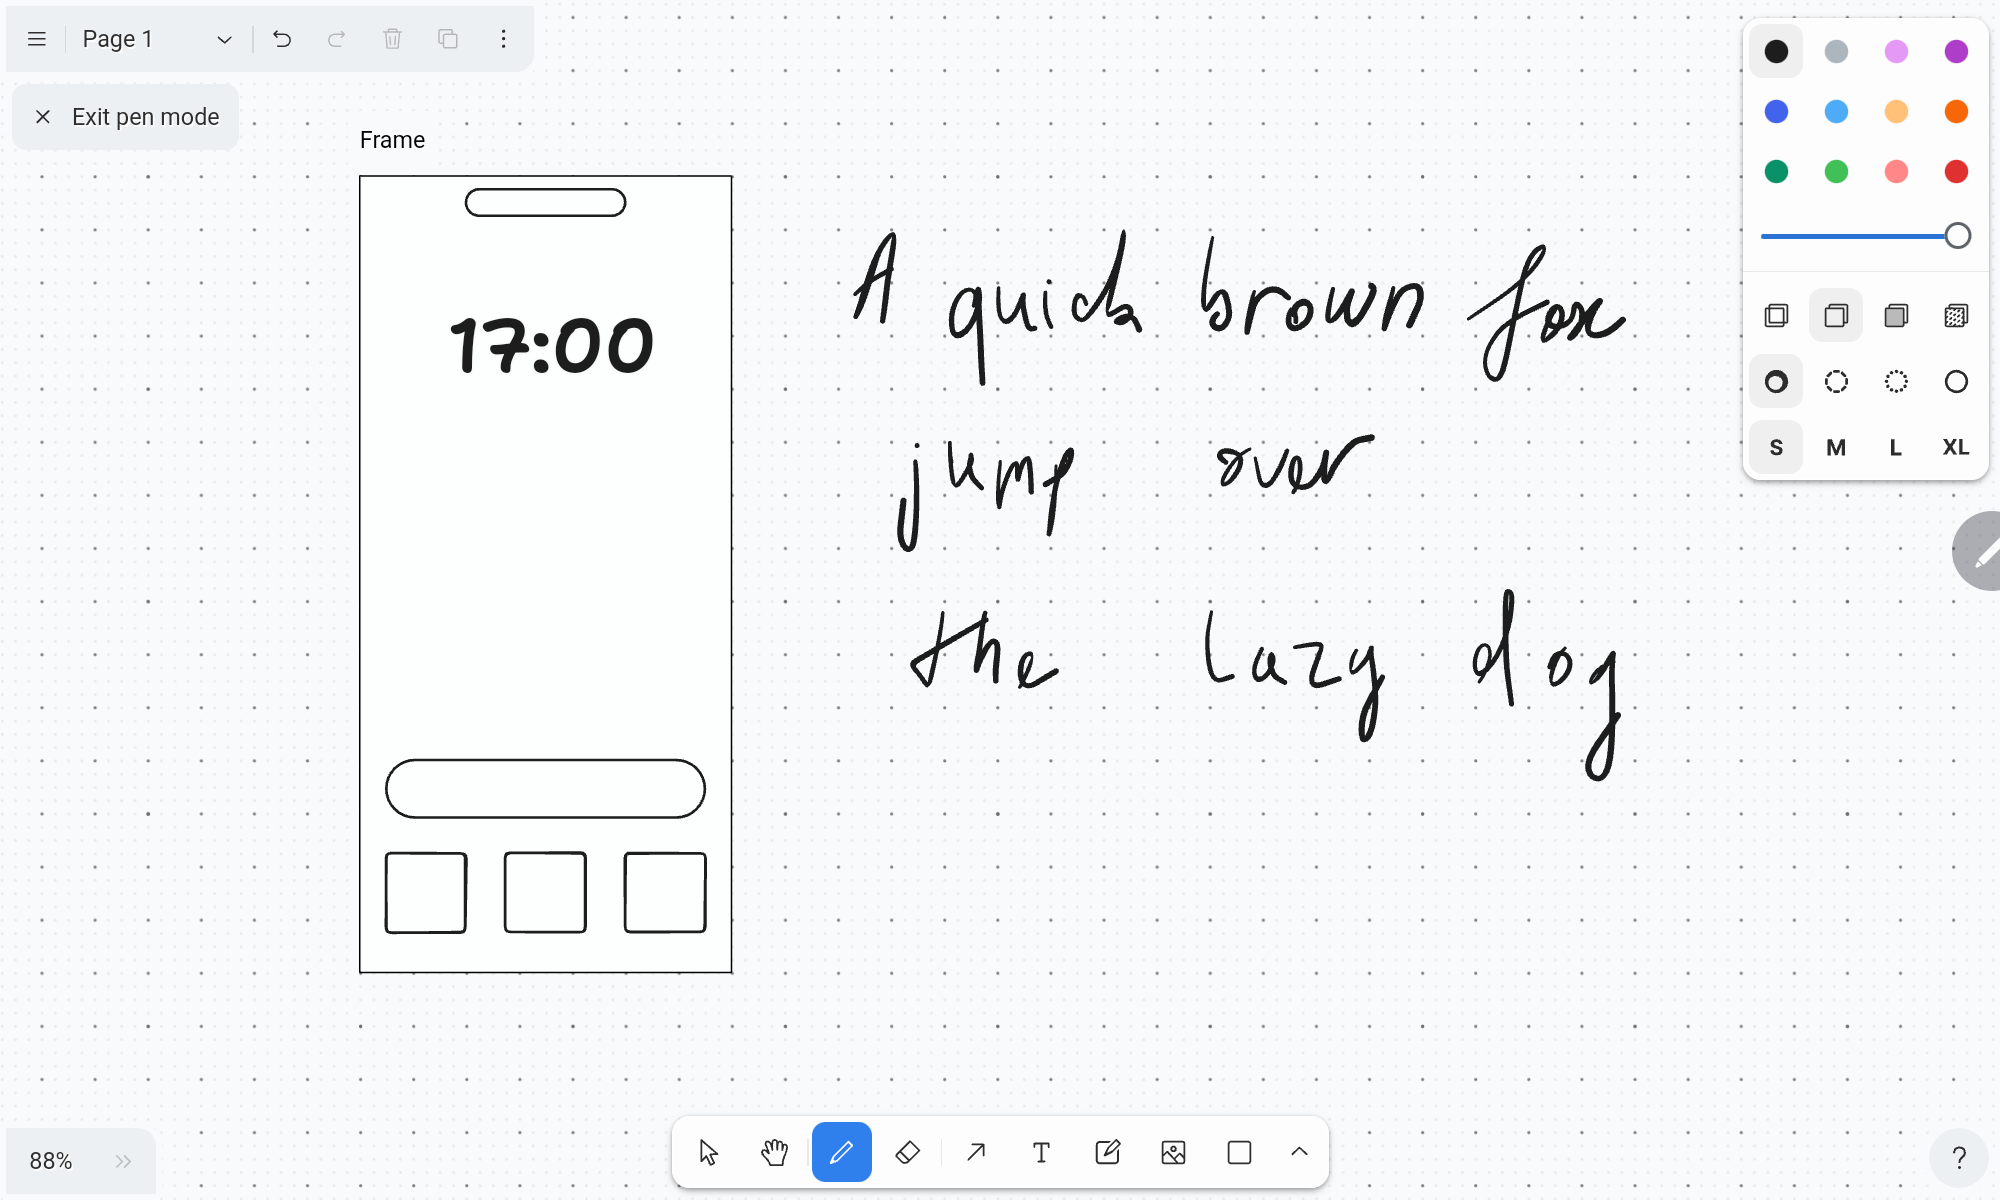 Page 1
Exit pen mode
Frame
17:00
A quick brown fox
jump over
the lazy dog
S M L XL
88%
?